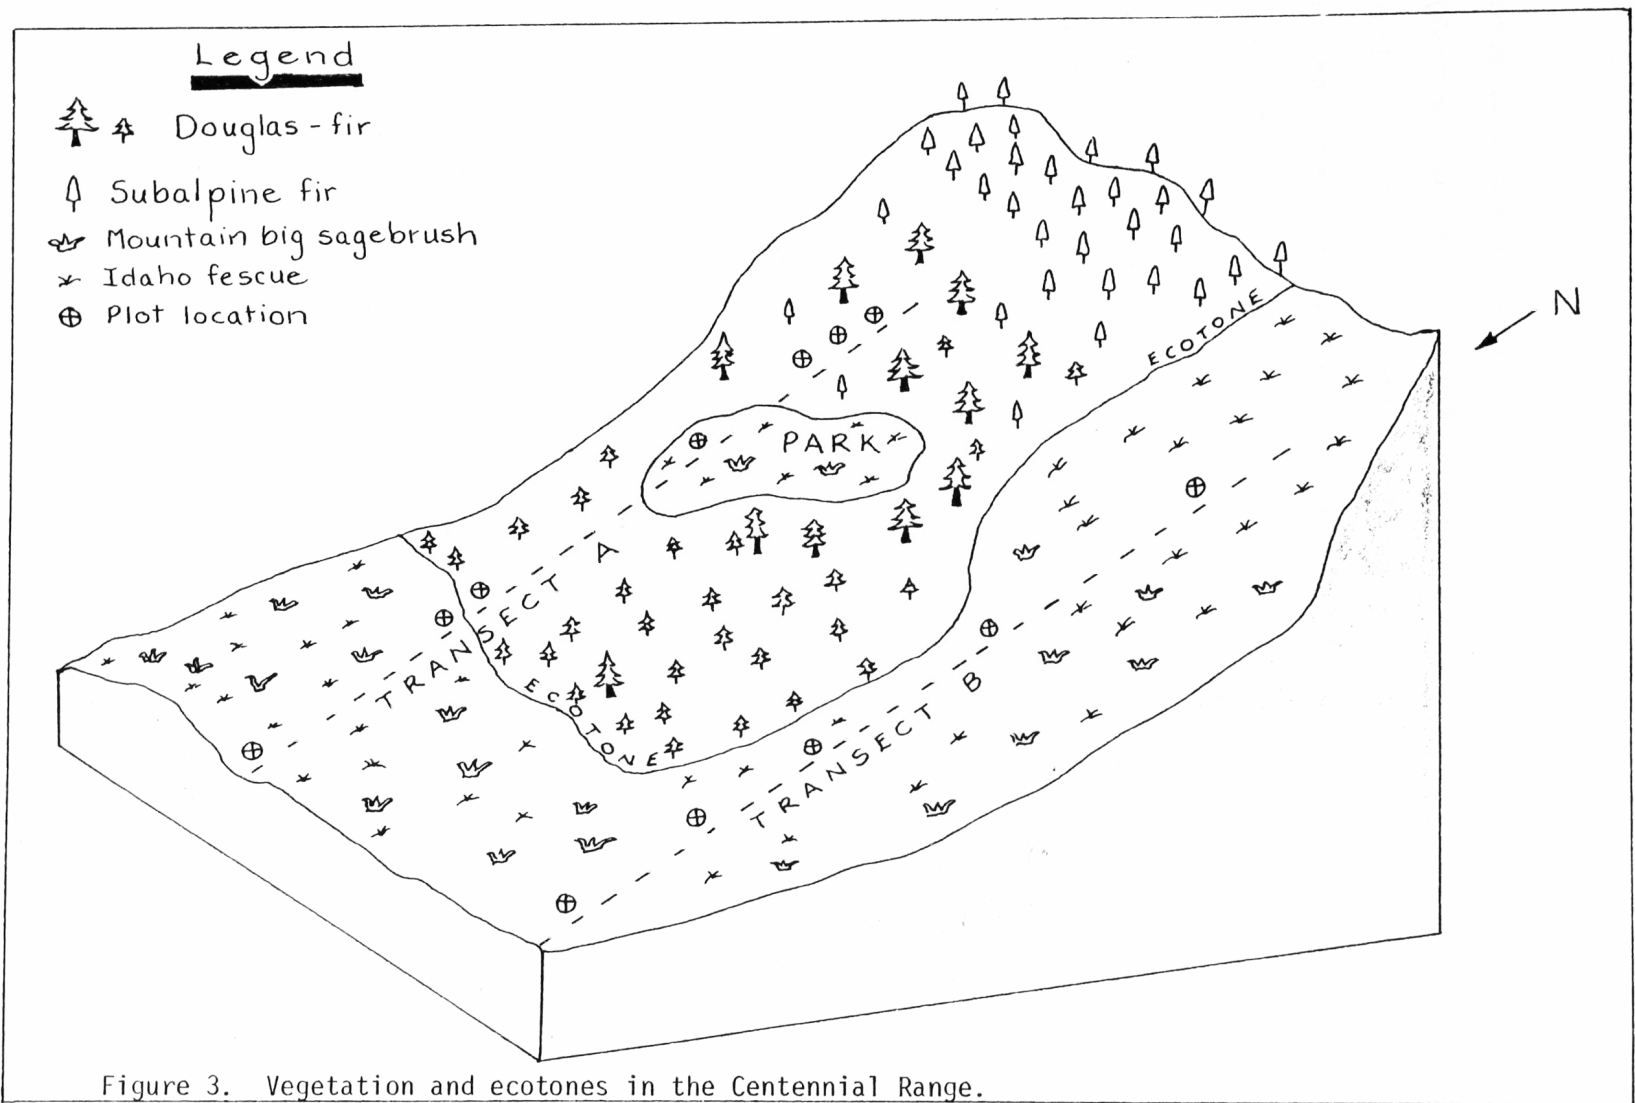 Legend
Douglas-fir
Subalpine fir
Mountain big sagebrush
Idaho fescue
Plot location
N
ECOTONE
PARK
TRANSECT A
ECOTONE
TRANSECT B
Figure 3. Vegetation and ecotones in the Centennial Range.